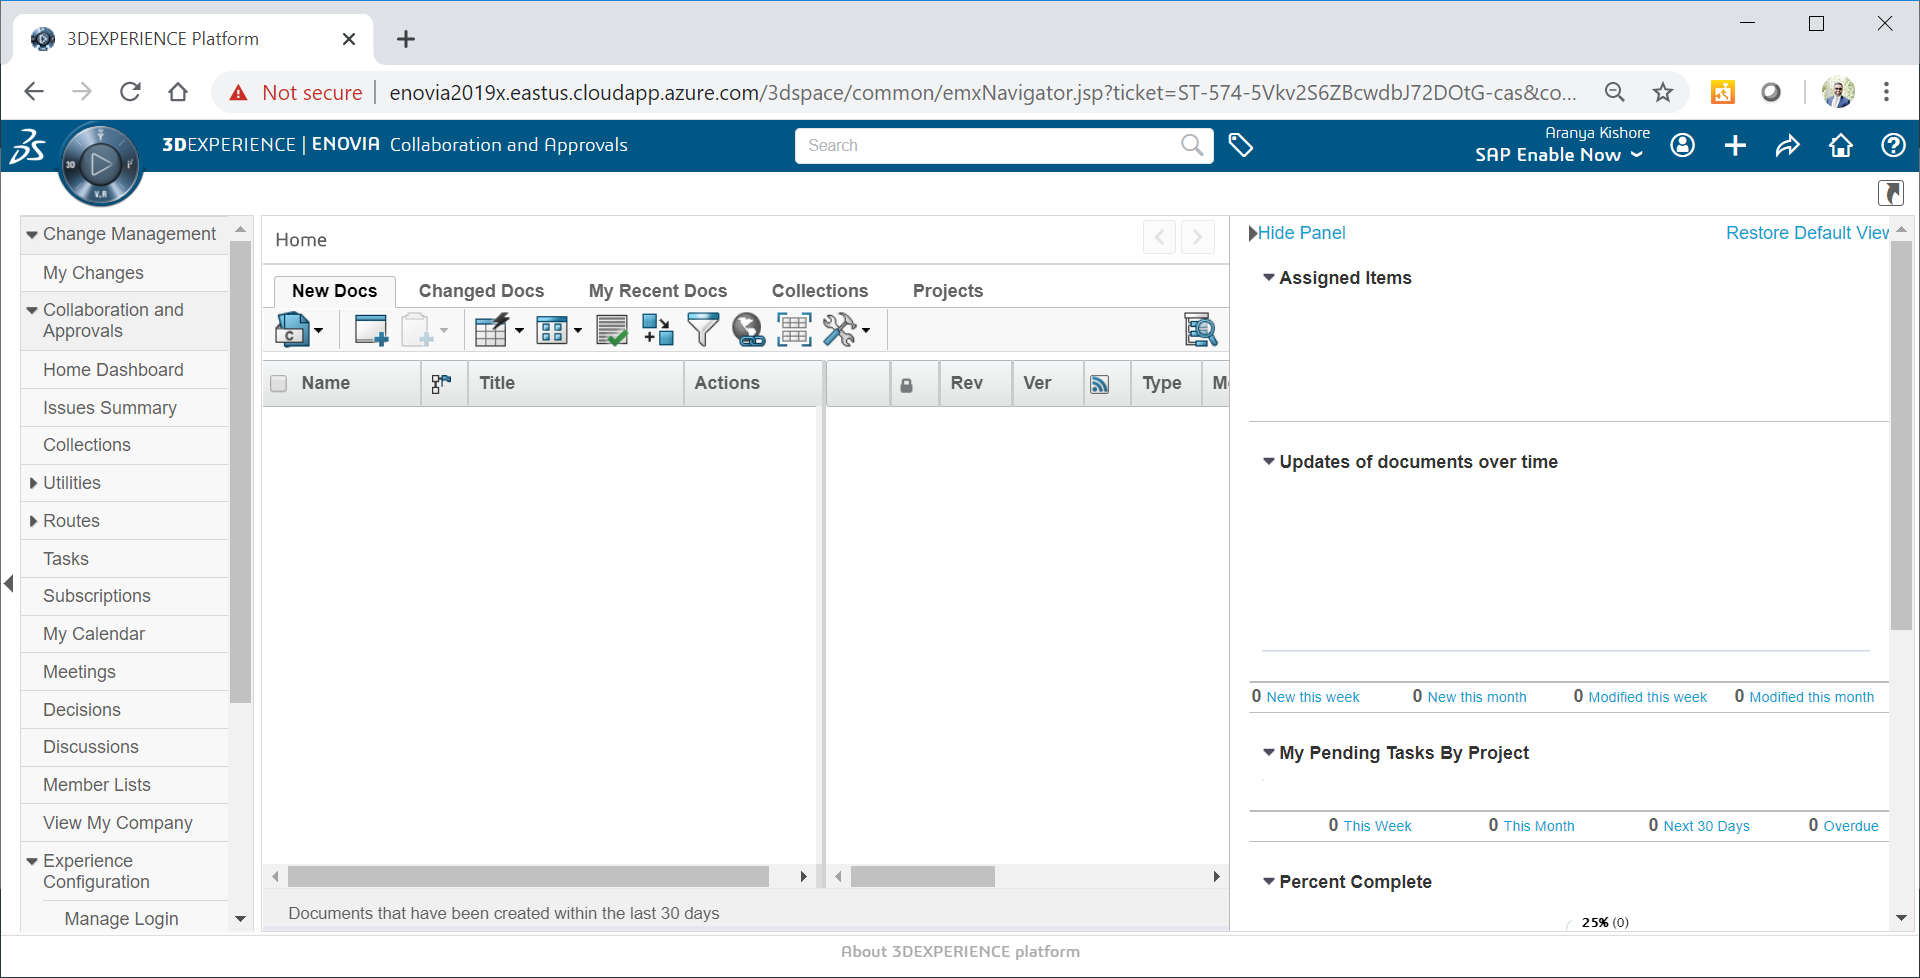 3DEXPERIENCE Platform
Not secure
enovia2019x.eastus.cloudapp.azure.com/3dspace/common/emxNavigator.jsp?ticket=ST-574-5Vkv2S6ZBcwdbJ72DOtG-cas&co...
3DEXPERIENCE | ENOVIA Collaboration and Approvals
Search
Aranya Kishore
SAP Enable Now
3D
V.R
Change Management
My Changes
Collaboration and
Approvals
Home Dashboard
Issues Summary
Collections
Utilities
Routes
Tasks
Subscriptions
My Calendar
Meetings
Decisions
Discussions
Member Lists
View My Company
Experience
Configuration
Manage Login
Home
New Docs
Changed Docs
My Recent Docs
Collections
Projects
C
Name
Title
Actions
Rev
Ver
Type
Documents that have been created within the last 30 days
Hide Panel
Restore Default View
Assigned Items
Updates of documents over time
0 New this week
0 New this month
0 Modified this week
0 Modified this month
My Pending Tasks By Project
0 This Week
0 This Month
0 Next 30 Days
0 Overdue
Percent Complete
25% (0)
About 3DEXPERIENCE platform